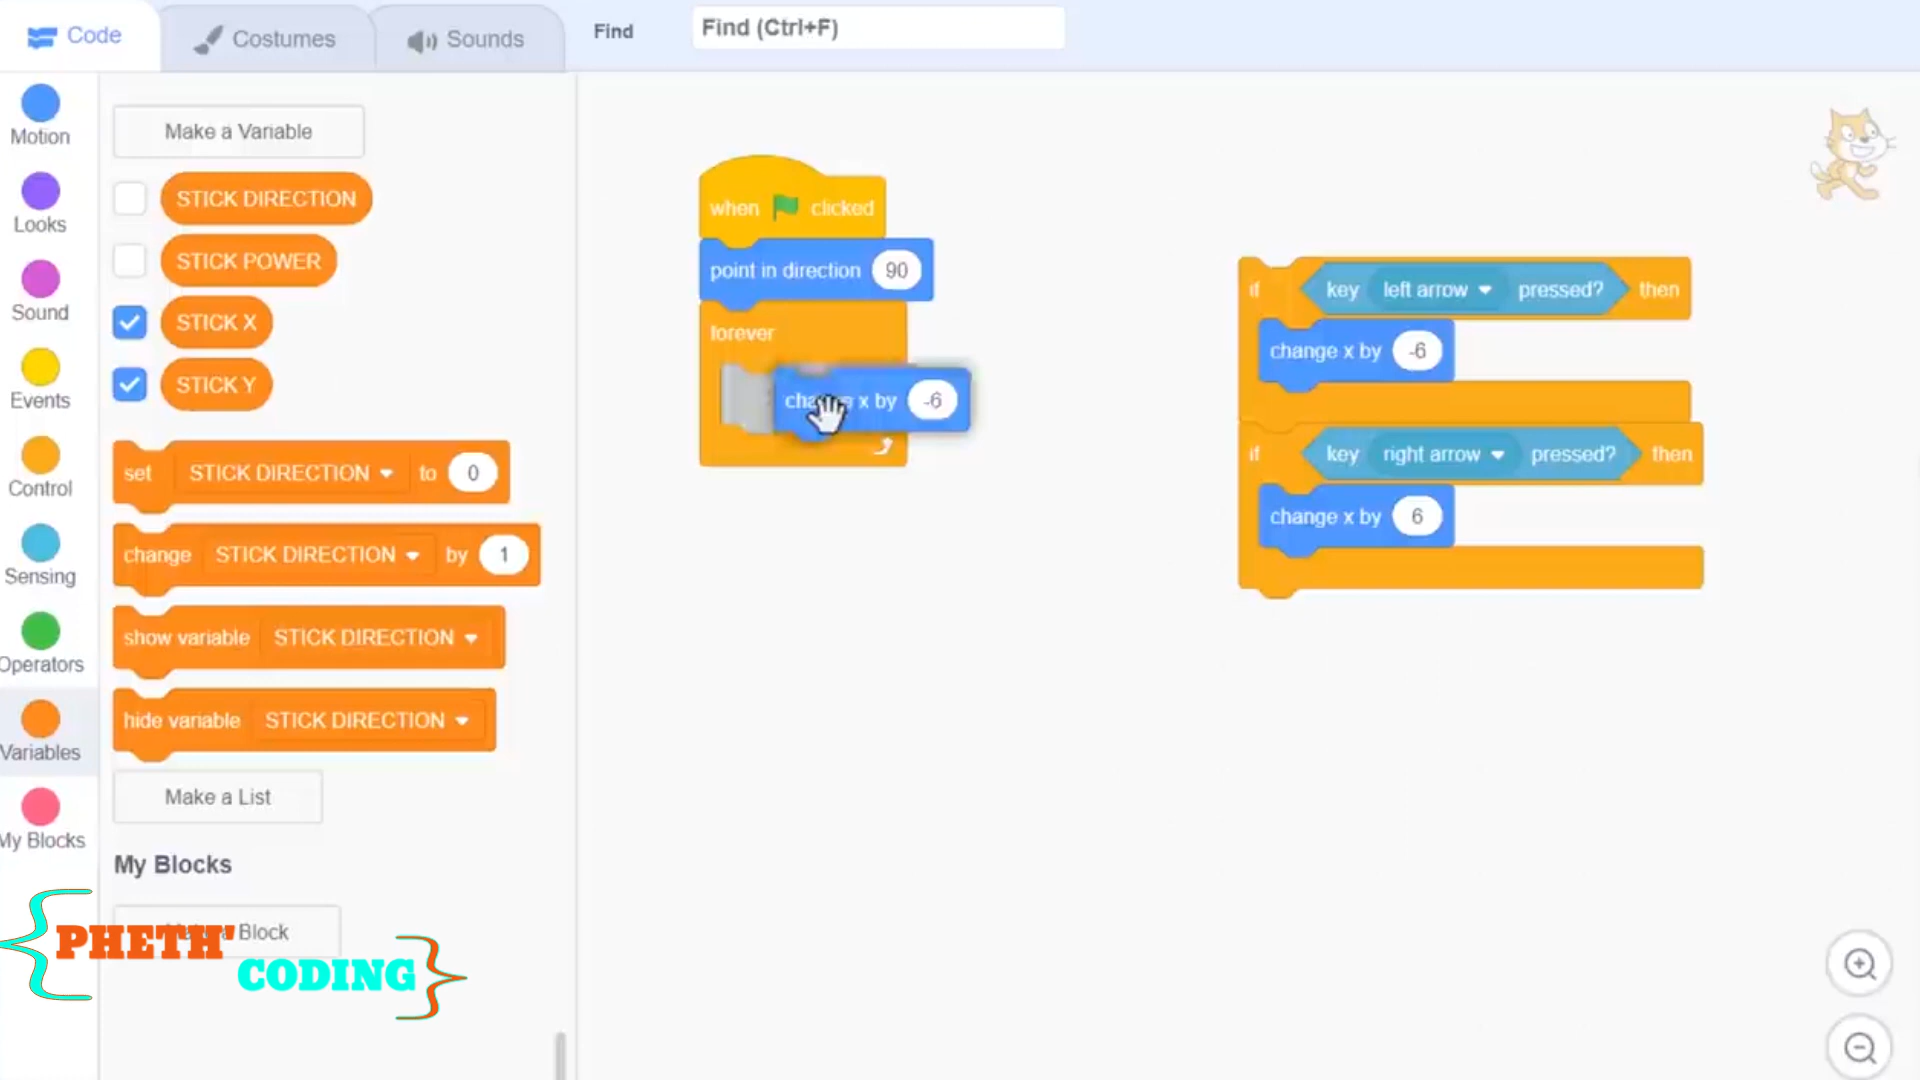 Code
Costumes
Sounds
Find
Find (Ctrl+F)
Motion
Looks
Sound
Events
Control
Sensing
Operators
Variables
My Blocks
Make a Variable
STICK DIRECTION
STICK POWER
STICK X
STICK Y
set STICK DIRECTION to 0
change STICK DIRECTION by 1
show variable STICK DIRECTION
hide variable STICK DIRECTION
Make a List
My Blocks
Block
PHETH'
CODING
when clicked
point in direction 90
forever
change x by -6
if key left arrow pressed? then
change x by -6
if key right arrow pressed? then
change x by 6